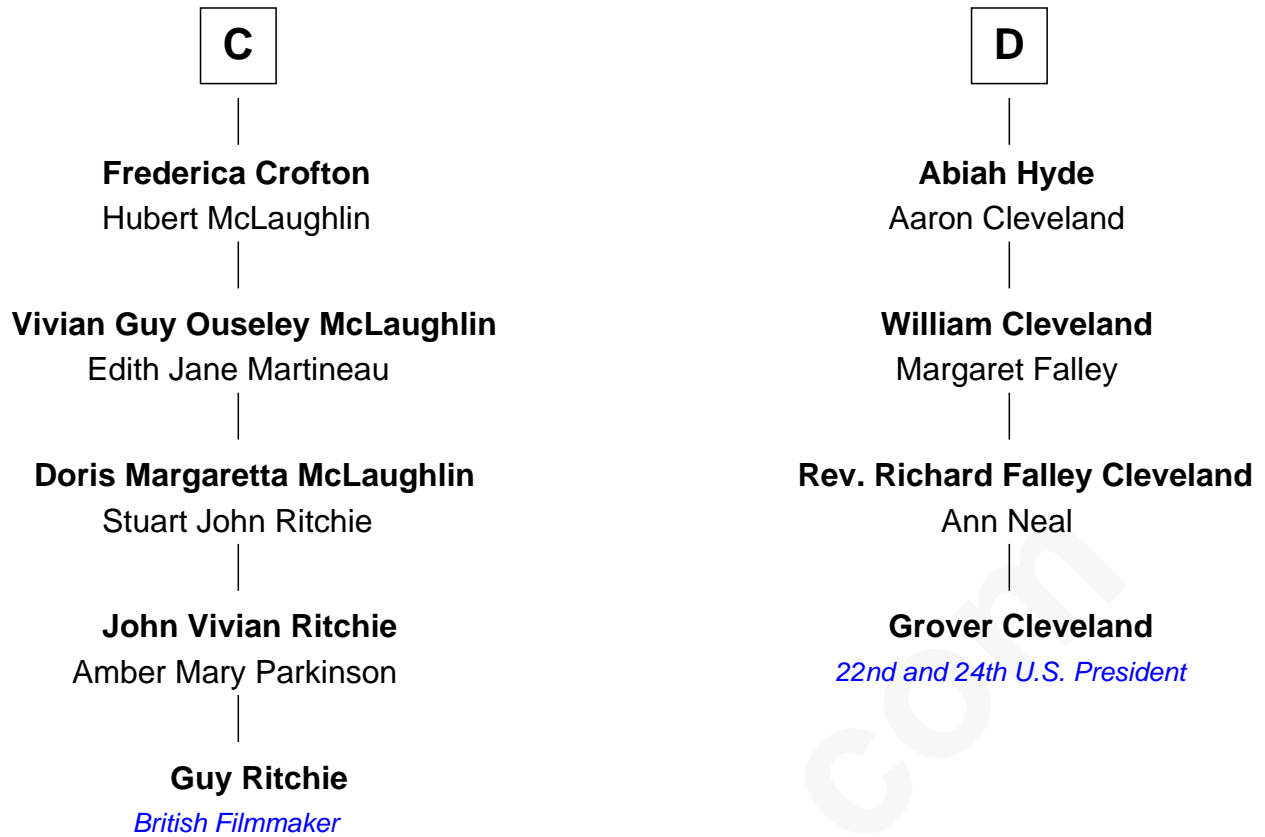 C
Frederica Crofton
Hubert McLaughlin
Vivian Guy Ouseley McLaughlin
Edith Jane Martineau
Doris Margaretta McLaughlin
Stuart John Ritchie
John Vivian Ritchie
Amber Mary Parkinson
Guy Ritchie
British Filmmaker
D
Abiah Hyde
Aaron Cleveland
William Cleveland
Margaret Falley
Rev. Richard Falley Cleveland
Ann Neal
Grover Cleveland
22nd and 24th U.S. President
com